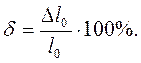 δ = Δl₀ / l₀ · 100%.